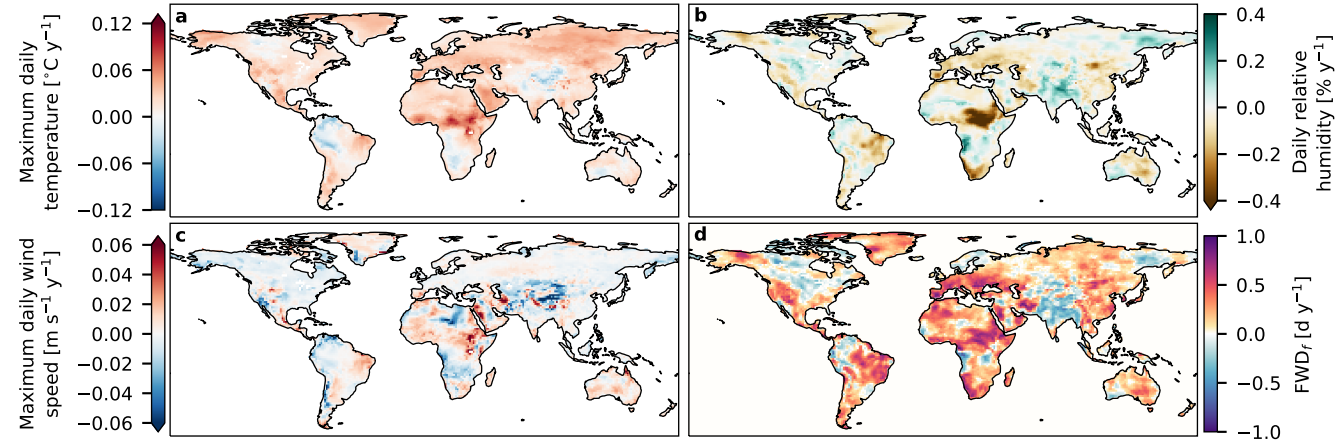 Maximum daily
temperature [°C y⁻¹]
0.12
0.06
0.00
−0.06
−0.12
a
b
0.4
0.2
0.0
−0.2
−0.4
Daily relative
humidity [% y⁻¹]
Maximum daily wind
speed [m s⁻¹ y⁻¹]
0.06
0.04
0.02
0.00
−0.02
−0.04
−0.06
c
d
1.0
0.5
0.0
−0.5
−1.0
FWD_f [d y⁻¹]